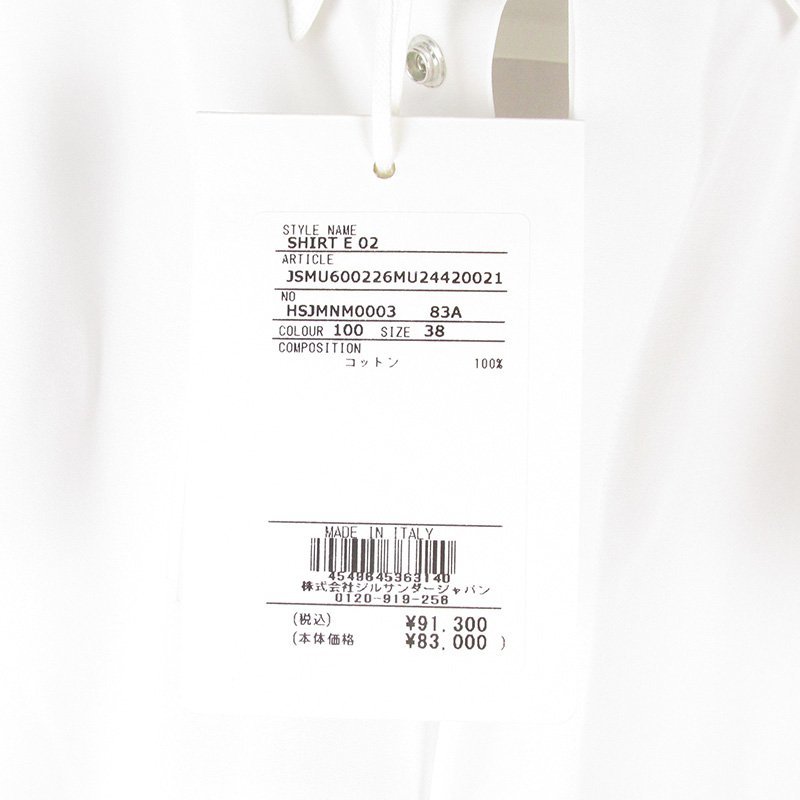 STYLE NAME
SHIRT E 02
ARTICLE
JSMU600226MU24420021
NO
HSJMNM0003 83A
COLOUR 100 SIZE 38
COMPOSITION
コットン 100%
MADE IN ITALY
4549845363140
株式会社ジルサンダージャパン
0120-919-256
(税込) ¥91,300
(本体価格 ¥83,000 )